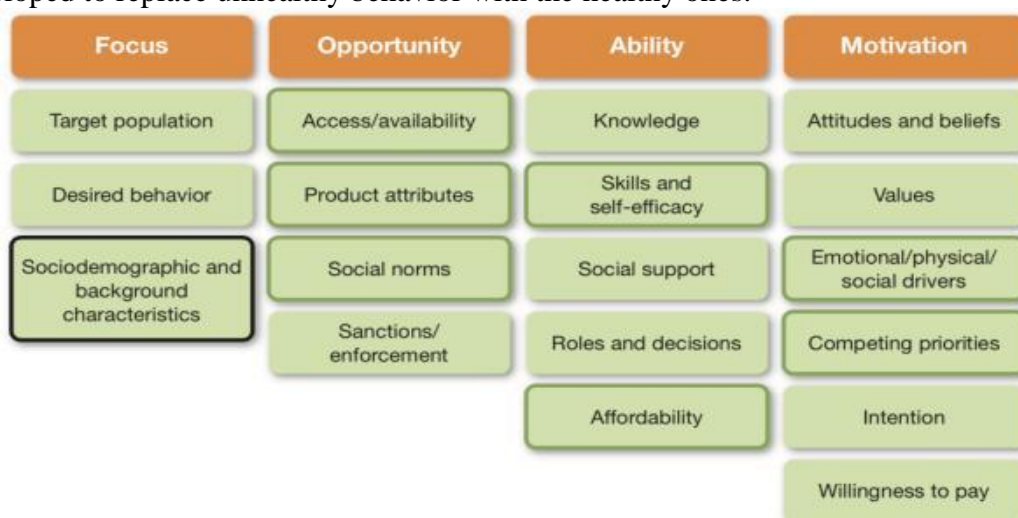 to replace unhealthy behavior with the healthy ones.
Focus
Opportunity
Ability
Motivation
Target population
Access/availability
Knowledge
Attitudes and beliefs
Desired behavior
Product attributes
Skills and
self-efficacy
Values
Sociodemographic and
background
characteristics
Social norms
Social support
Emotional/physical/
social drivers
Sanctions/
enforcement
Roles and decisions
Competing priorities
Affordability
Intention
Willingness to pay